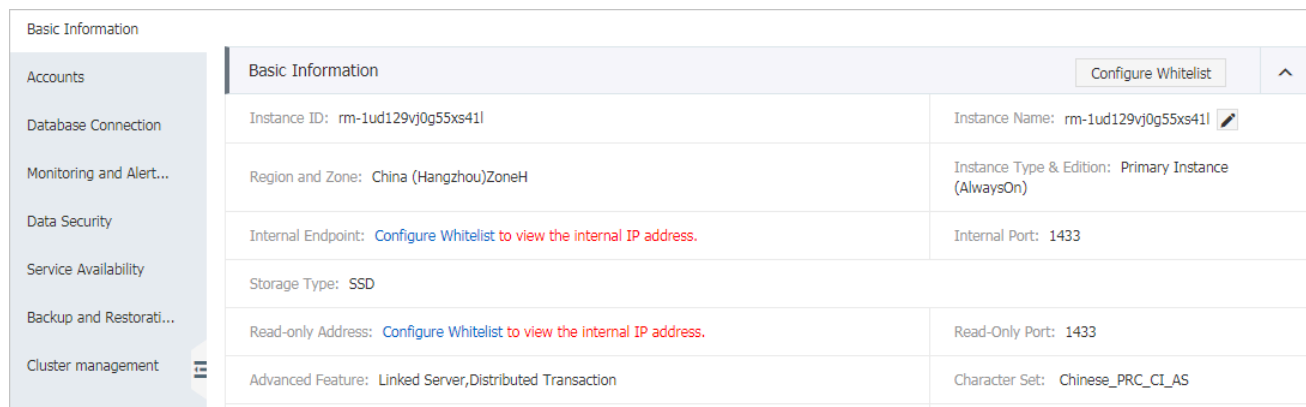 Basic Information
Accounts
Database Connection
Monitoring and Alert...
Data Security
Service Availability
Backup and Restorati...
Cluster management
Basic Information
Configure Whitelist
Instance ID: rm-1ud129vj0g55xs41l
Instance Name: rm-1ud129vj0g55xs41l
Region and Zone: China (Hangzhou)ZoneH
Instance Type & Edition: Primary Instance
(AlwaysOn)
Internal Endpoint: Configure Whitelist to view the internal IP address.
Internal Port: 1433
Storage Type: SSD
Read-only Address: Configure Whitelist to view the internal IP address.
Read-Only Port: 1433
Advanced Feature: Linked Server,Distributed Transaction
Character Set: Chinese_PRC_CI_AS